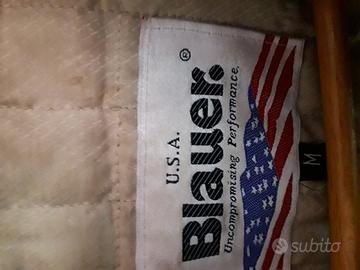 U.S.A.
Blauer.®
Uncompromising Performance.
M
subito